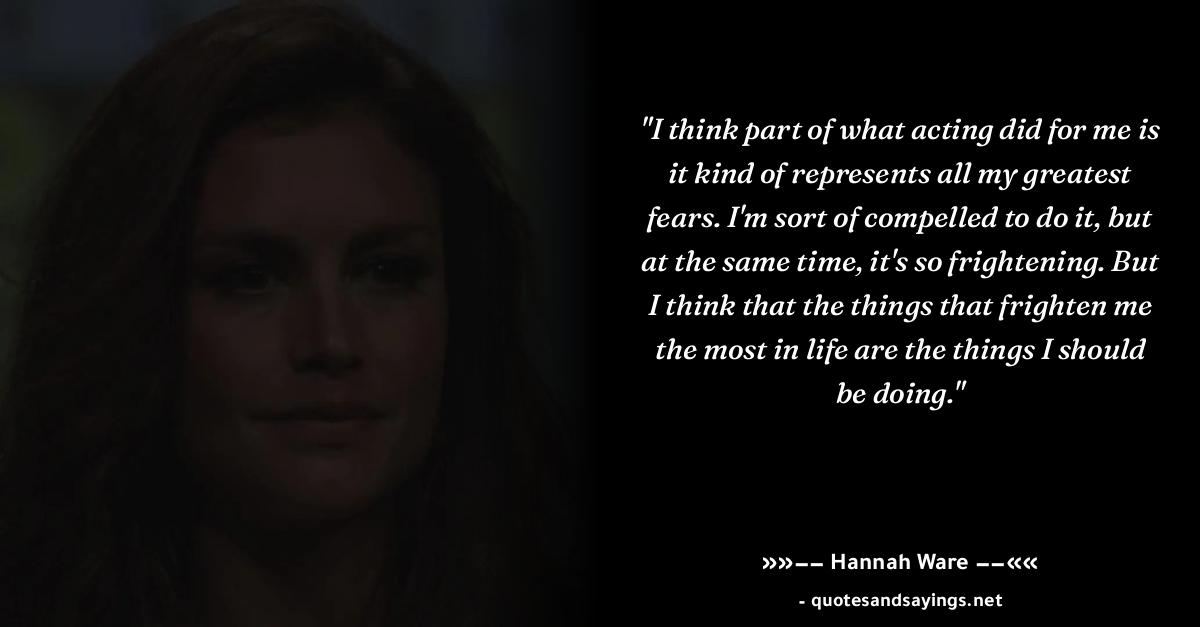 "I think part of what acting did for me is
it kind of represents all my greatest
fears. I'm sort of compelled to do it, but
at the same time, it's so frightening. But
I think that the things that frighten me
the most in life are the things I should
be doing."
»»−− Hannah Ware −−««
- quotesandsayings.net